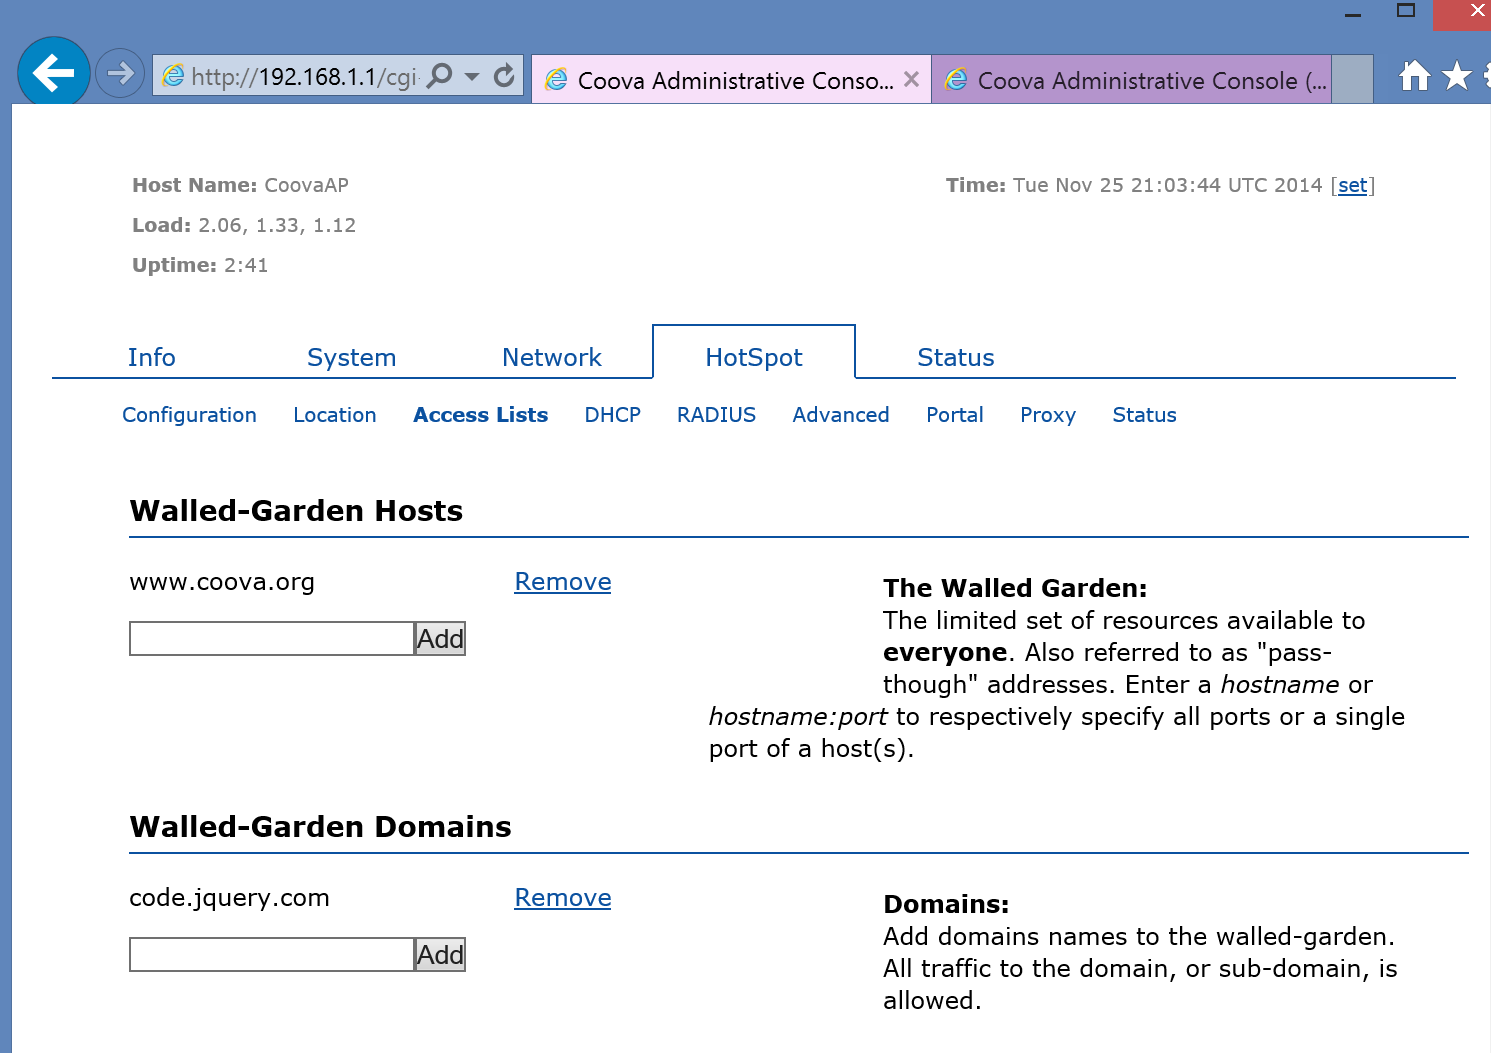 http://192.168.1.1/cgi
Coova Administrative Conso...
Coova Administrative Console (...
Host Name: CoovaAP
Time: Tue Nov 25 21:03:44 UTC 2014 [set]
Load: 2.06, 1.33, 1.12
Uptime: 2:41
Info System Network HotSpot Status
Configuration Location Access Lists DHCP RADIUS Advanced Portal Proxy Status
Walled-Garden Hosts
www.coova.org Remove
Add
The Walled Garden:
The limited set of resources available to
everyone. Also referred to as "pass-
though" addresses. Enter a hostname or
hostname:port to respectively specify all ports or a single
port of a host(s).
Walled-Garden Domains
code.jquery.com Remove
Add
Domains:
Add domains names to the walled-garden.
All traffic to the domain, or sub-domain, is
allowed.